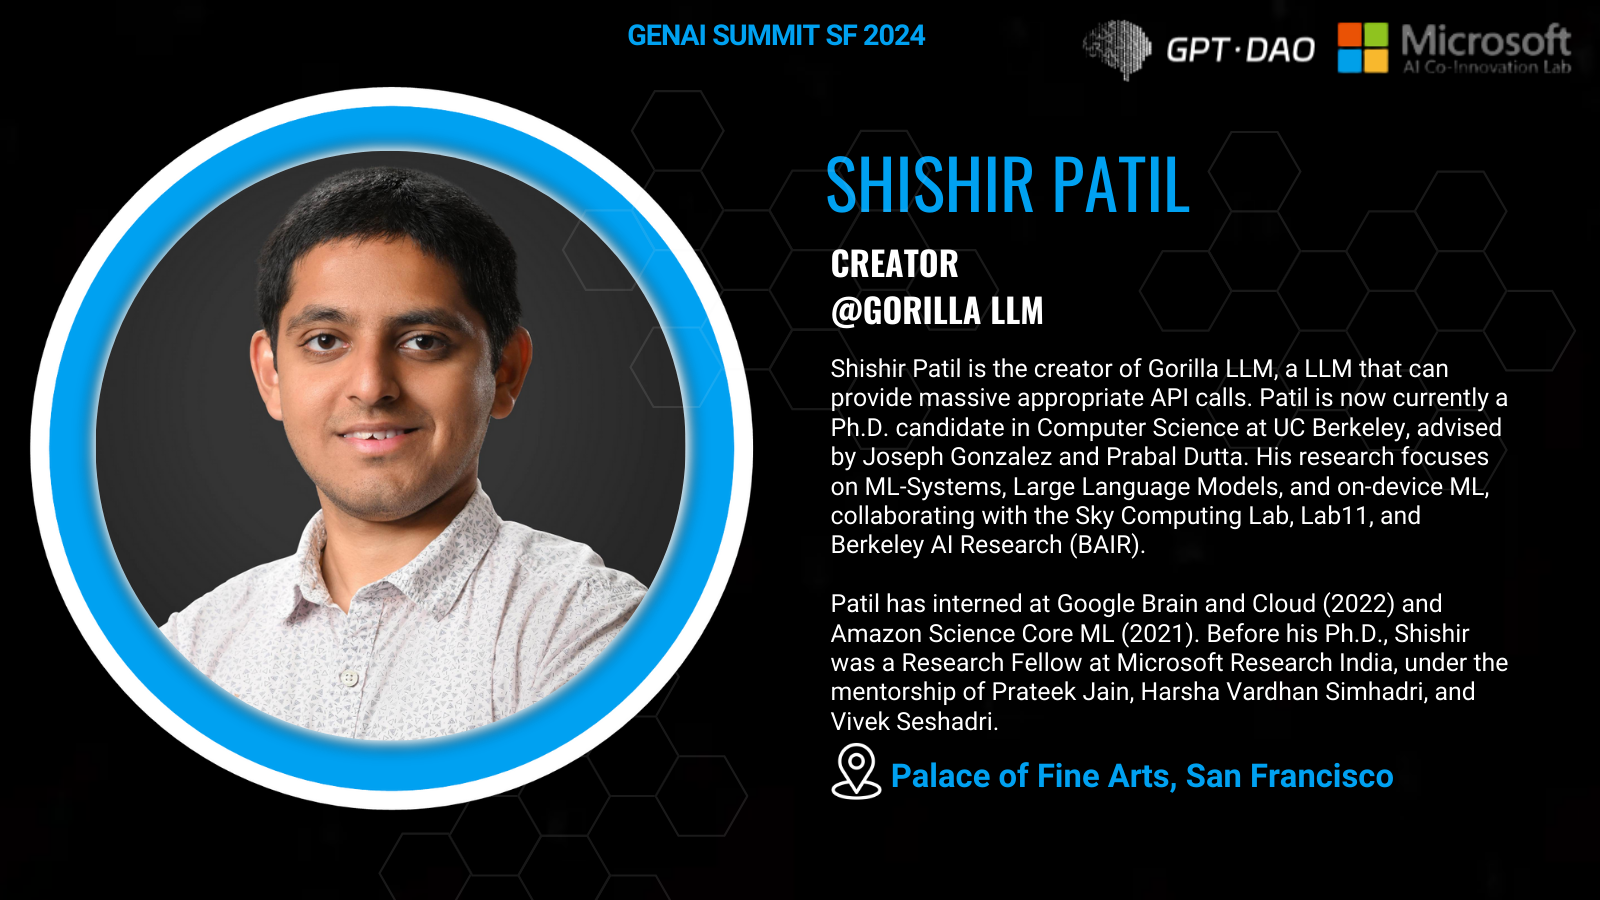 GENAI SUMMIT SF 2024
GPT·DAO
Microsoft
AI Co-Innovation Lab
SHISHIR PATIL
CREATOR
@GORILLA LLM
Shishir Patil is the creator of Gorilla LLM, a LLM that can
provide massive appropriate API calls. Patil is now currently a
Ph.D. candidate in Computer Science at UC Berkeley, advised
by Joseph Gonzalez and Prabal Dutta. His research focuses
on ML-Systems, Large Language Models, and on-device ML,
collaborating with the Sky Computing Lab, Lab11, and
Berkeley AI Research (BAIR).
Patil has interned at Google Brain and Cloud (2022) and
Amazon Science Core ML (2021). Before his Ph.D., Shishir
was a Research Fellow at Microsoft Research India, under the
mentorship of Prateek Jain, Harsha Vardhan Simhadri, and
Vivek Seshadri.
Palace of Fine Arts, San Francisco